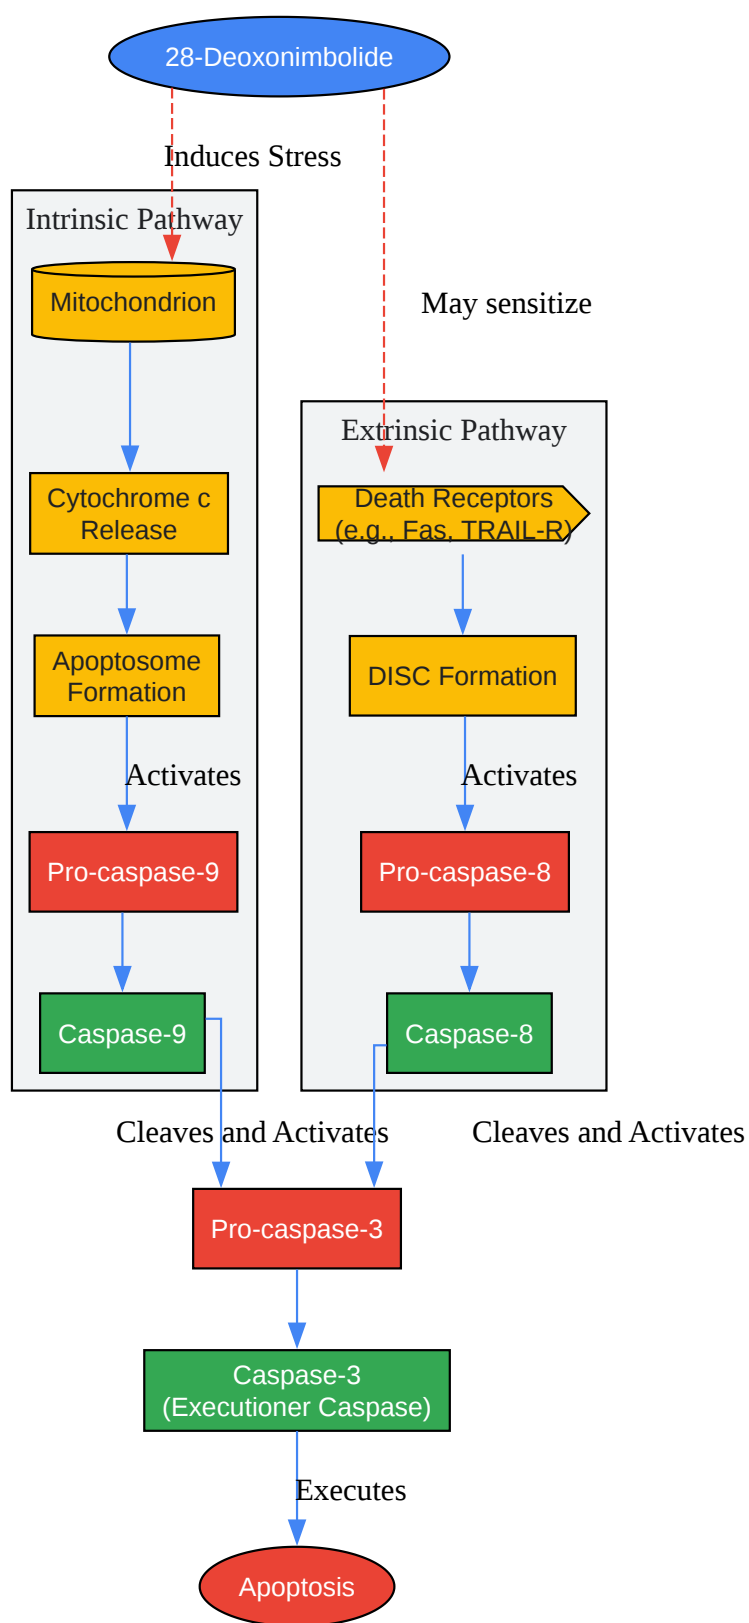 28-Deoxonimbolide
Induces Stress
Intrinsic Pathway
Mitochondrion
May sensitize
Extrinsic Pathway
Cytochrome c
Release
Death Receptors
(e.g., Fas, TRAIL-R)
Apoptosome
Formation
DISC Formation
Activates
Activates
Pro-caspase-9
Pro-caspase-8
Caspase-9
Caspase-8
Cleaves and Activates
Cleaves and Activates
Pro-caspase-3
Caspase-3
(Executioner Caspase)
Executes
Apoptosis